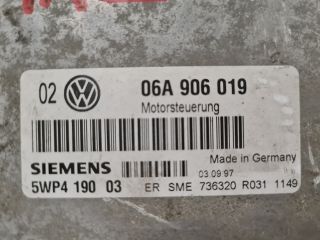 02 VW 06A 906 019
Motorsteuerung
Made in Germany
SIEMENS 03.09.97
5WP4 190 03 ER SME 736320 R031 1149